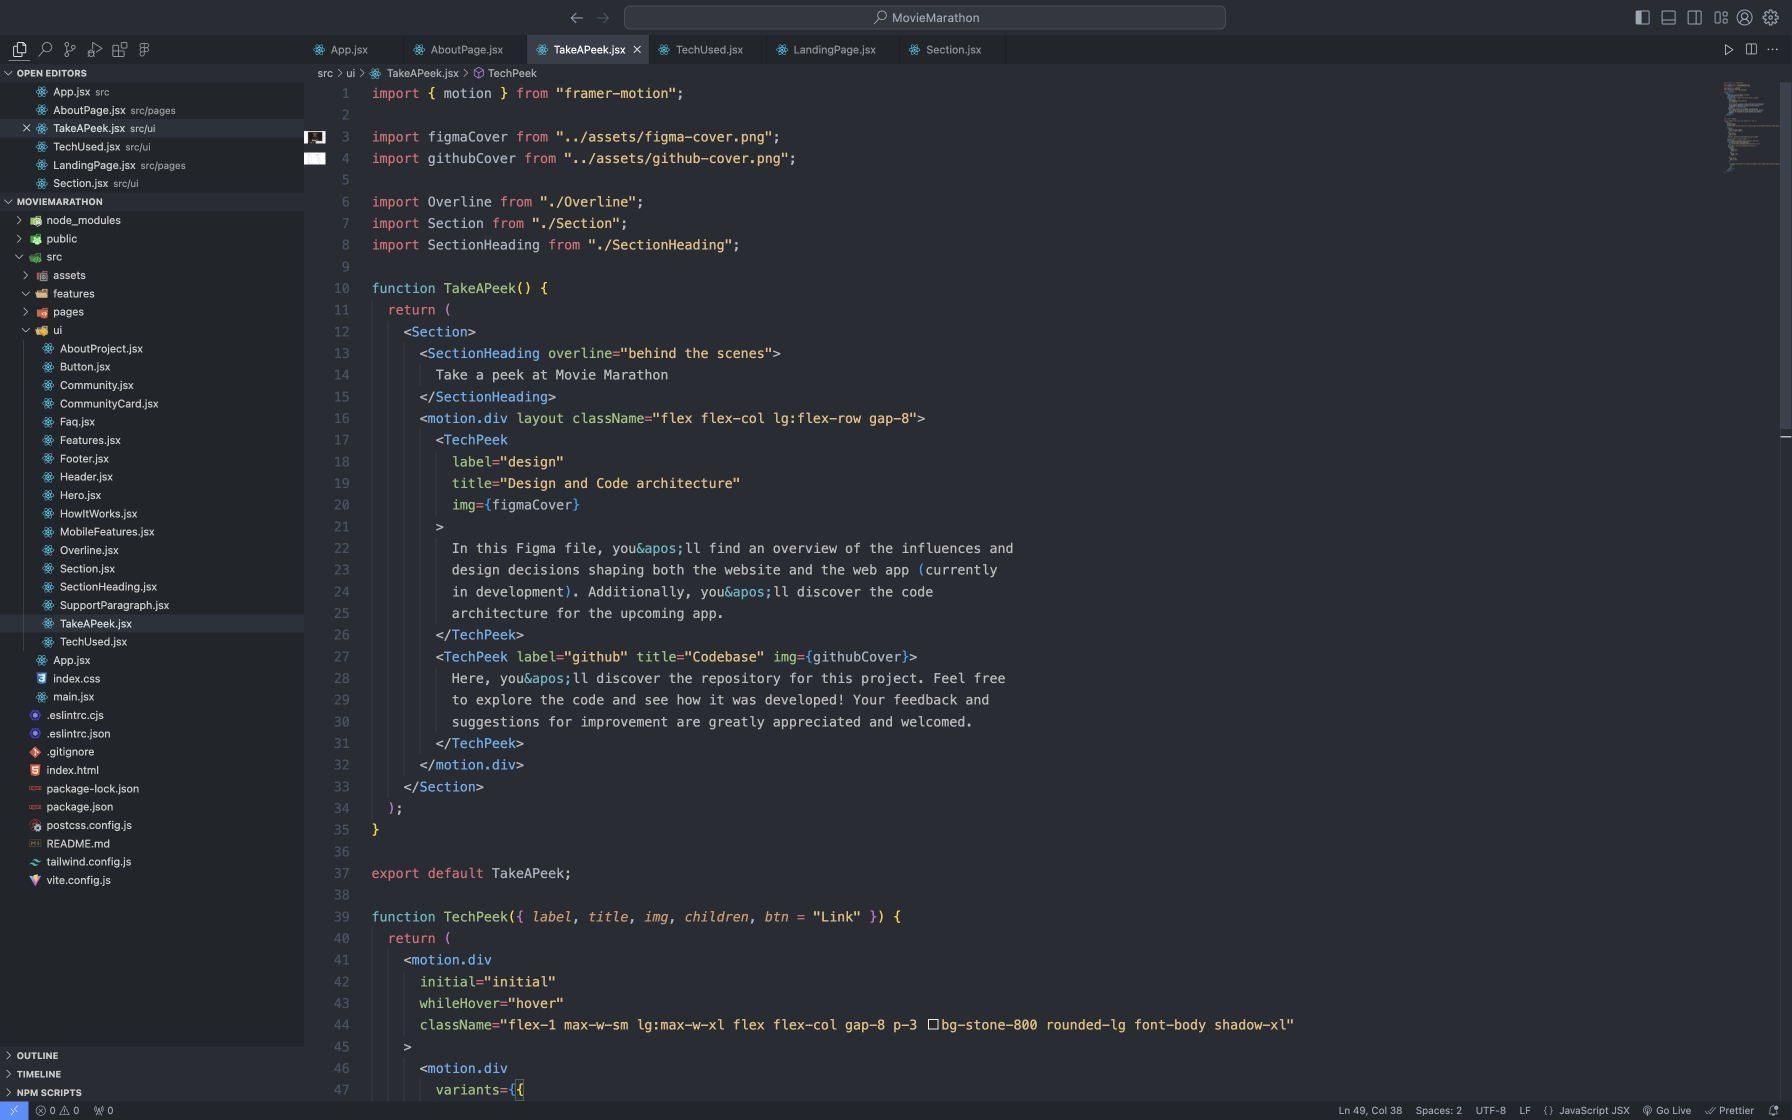 MovieMarathon
App.jsx
AboutPage.jsx
TakeAPeek.jsx
TechUsed.jsx
LandingPage.jsx
Section.jsx
OPEN EDITORS
App.jsx src
AboutPage.jsx src/pages
TakeAPeek.jsx src/ui
TechUsed.jsx src/ui
LandingPage.jsx src/pages
Section.jsx src/ui
MOVIEMARATHON
node_modules
public
src
assets
features
pages
ui
AboutProject.jsx
Button.jsx
Community.jsx
CommunityCard.jsx
Faq.jsx
Features.jsx
Footer.jsx
Header.jsx
Hero.jsx
HowItWorks.jsx
MobileFeatures.jsx
Overline.jsx
Section.jsx
SectionHeading.jsx
SupportParagraph.jsx
TakeAPeek.jsx
TechUsed.jsx
App.jsx
index.css
main.jsx
.eslintrc.cjs
.eslintrc.json
.gitignore
index.html
package-lock.json
package.json
postcss.config.js
README.md
tailwind.config.js
vite.config.js
OUTLINE
TIMELINE
NPM SCRIPTS
src > ui > TakeAPeek.jsx > TechPeek
1 import { motion } from "framer-motion";
2
3 import figmaCover from "../assets/figma-cover.png";
4 import githubCover from "../assets/github-cover.png";
5
6 import Overline from "./Overline";
7 import Section from "./Section";
8 import SectionHeading from "./SectionHeading";
9
10 function TakeAPeek() {
11 return (
12 <Section>
13 <SectionHeading overline="behind the scenes">
14 Take a peek at Movie Marathon
15 </SectionHeading>
16 <motion.div layout className="flex flex-col lg:flex-row gap-8">
17 <TechPeek
18 label="design"
19 title="Design and Code architecture"
20 img={figmaCover}
21 >
22 In this Figma file, you&apos;ll find an overview of the influences and
23 design decisions shaping both the website and the web app (currently
24 in development). Additionally, you&apos;ll discover the code
25 architecture for the upcoming app.
26 </TechPeek>
27 <TechPeek label="github" title="Codebase" img={githubCover}>
28 Here, you&apos;ll discover the repository for this project. Feel free
29 to explore the code and see how it was developed! Your feedback and
30 suggestions for improvement are greatly appreciated and welcomed.
31 </TechPeek>
32 </motion.div>
33 </Section>
34 );
35 }
36
37 export default TakeAPeek;
38
39 function TechPeek({ label, title, img, children, btn = "Link" }) {
40 return (
41 <motion.div
42 initial="initial"
43 whileHover="hover"
44 className="flex-1 max-w-sm lg:max-w-xl flex flex-col gap-8 p-3 bg-stone-800 rounded-lg font-body shadow-xl"
45 >
46 <motion.div
47 variants={{
0 0 0
Ln 49, Col 38 Spaces: 2 UTF-8 LF {} JavaScript JSX Go Live Prettier